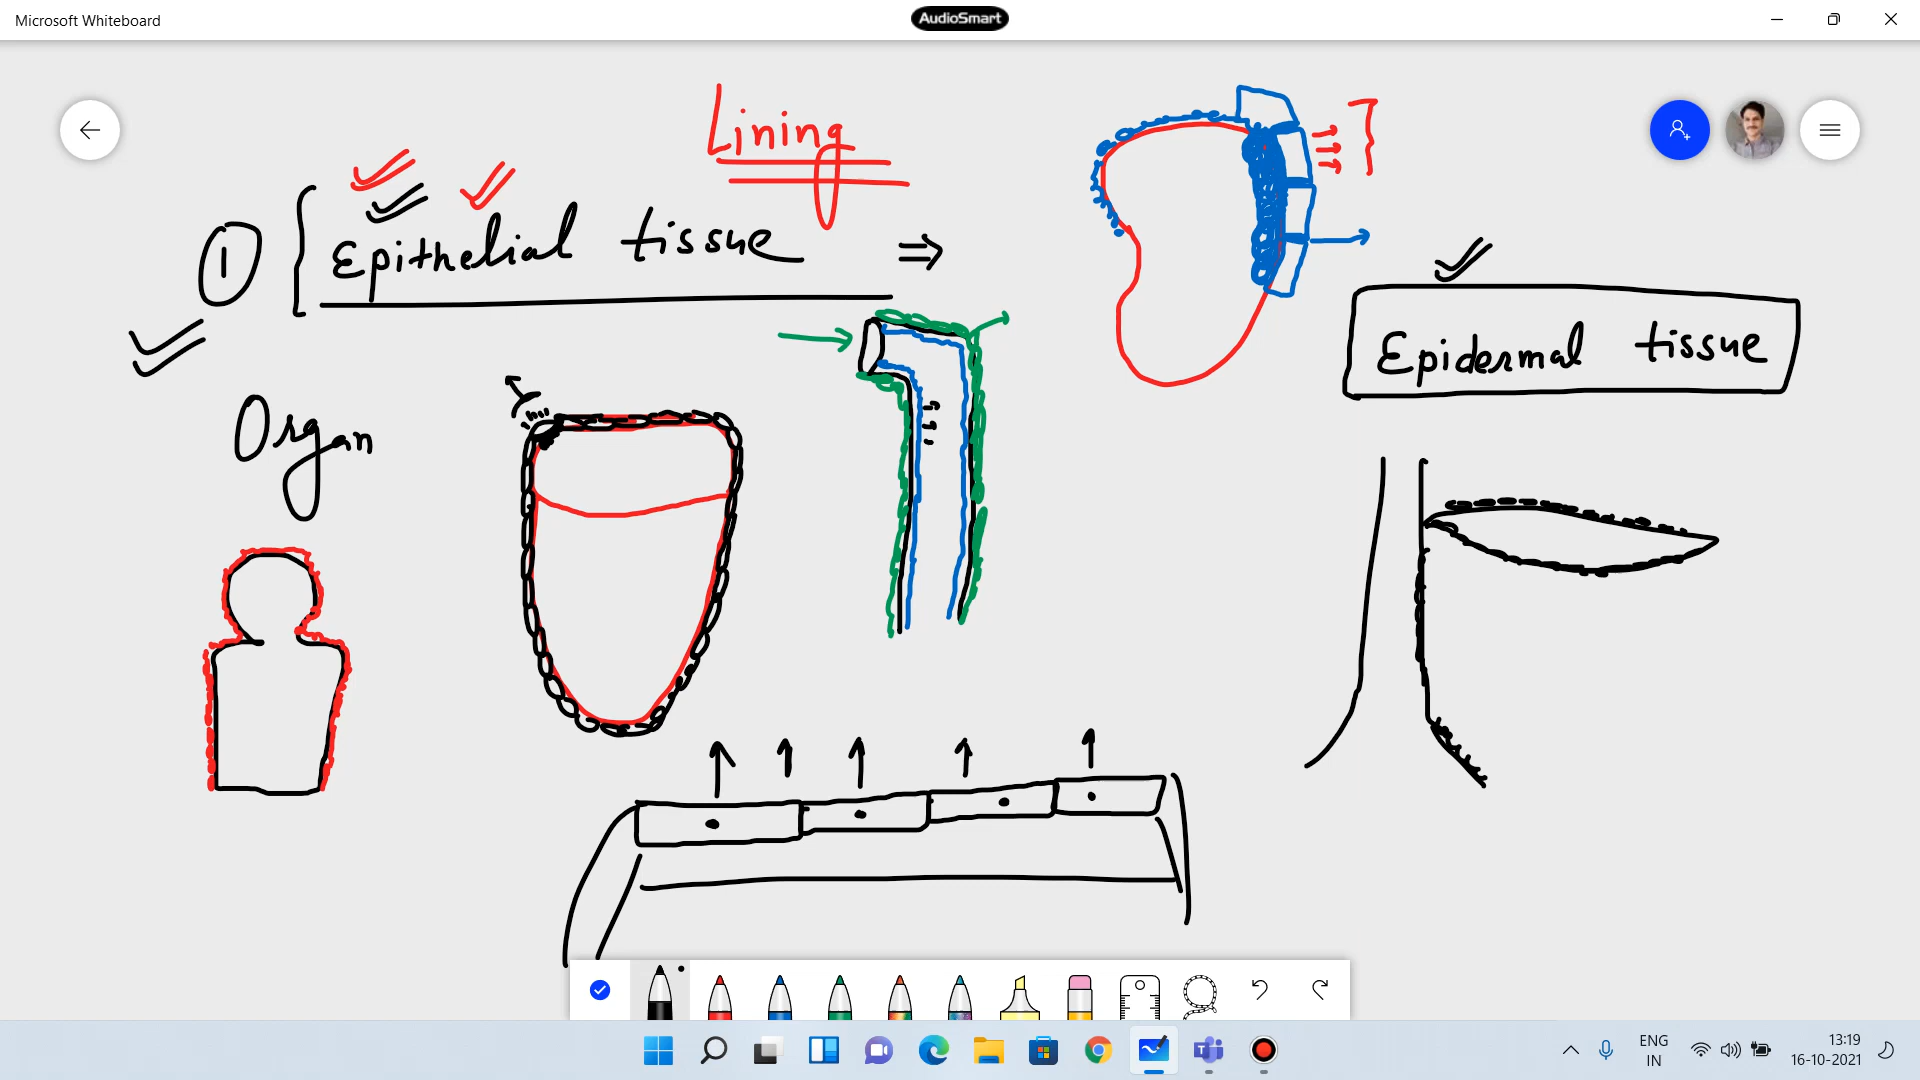 Microsoft Whiteboard
AudioSmart
Lining
① Epithelial tissue ⇒
Epidermal tissue
Organ
ENG
IN
13:19
16-10-2021